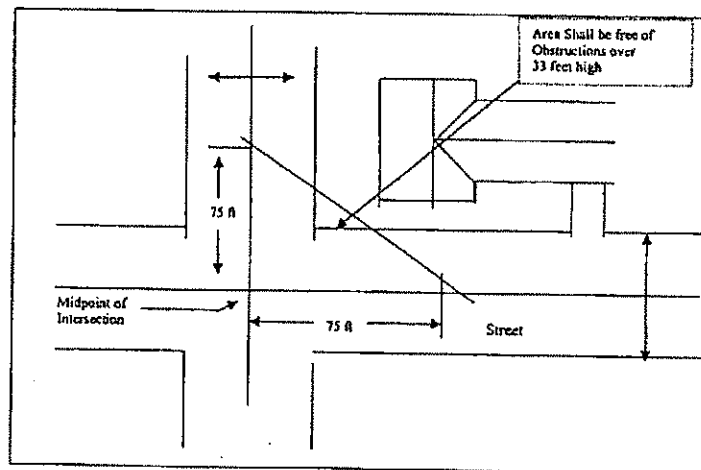 Area Shall be free of
Obstructions over
33 feet high
75 ft
Midpoint of
Intersection
75 ft
Street